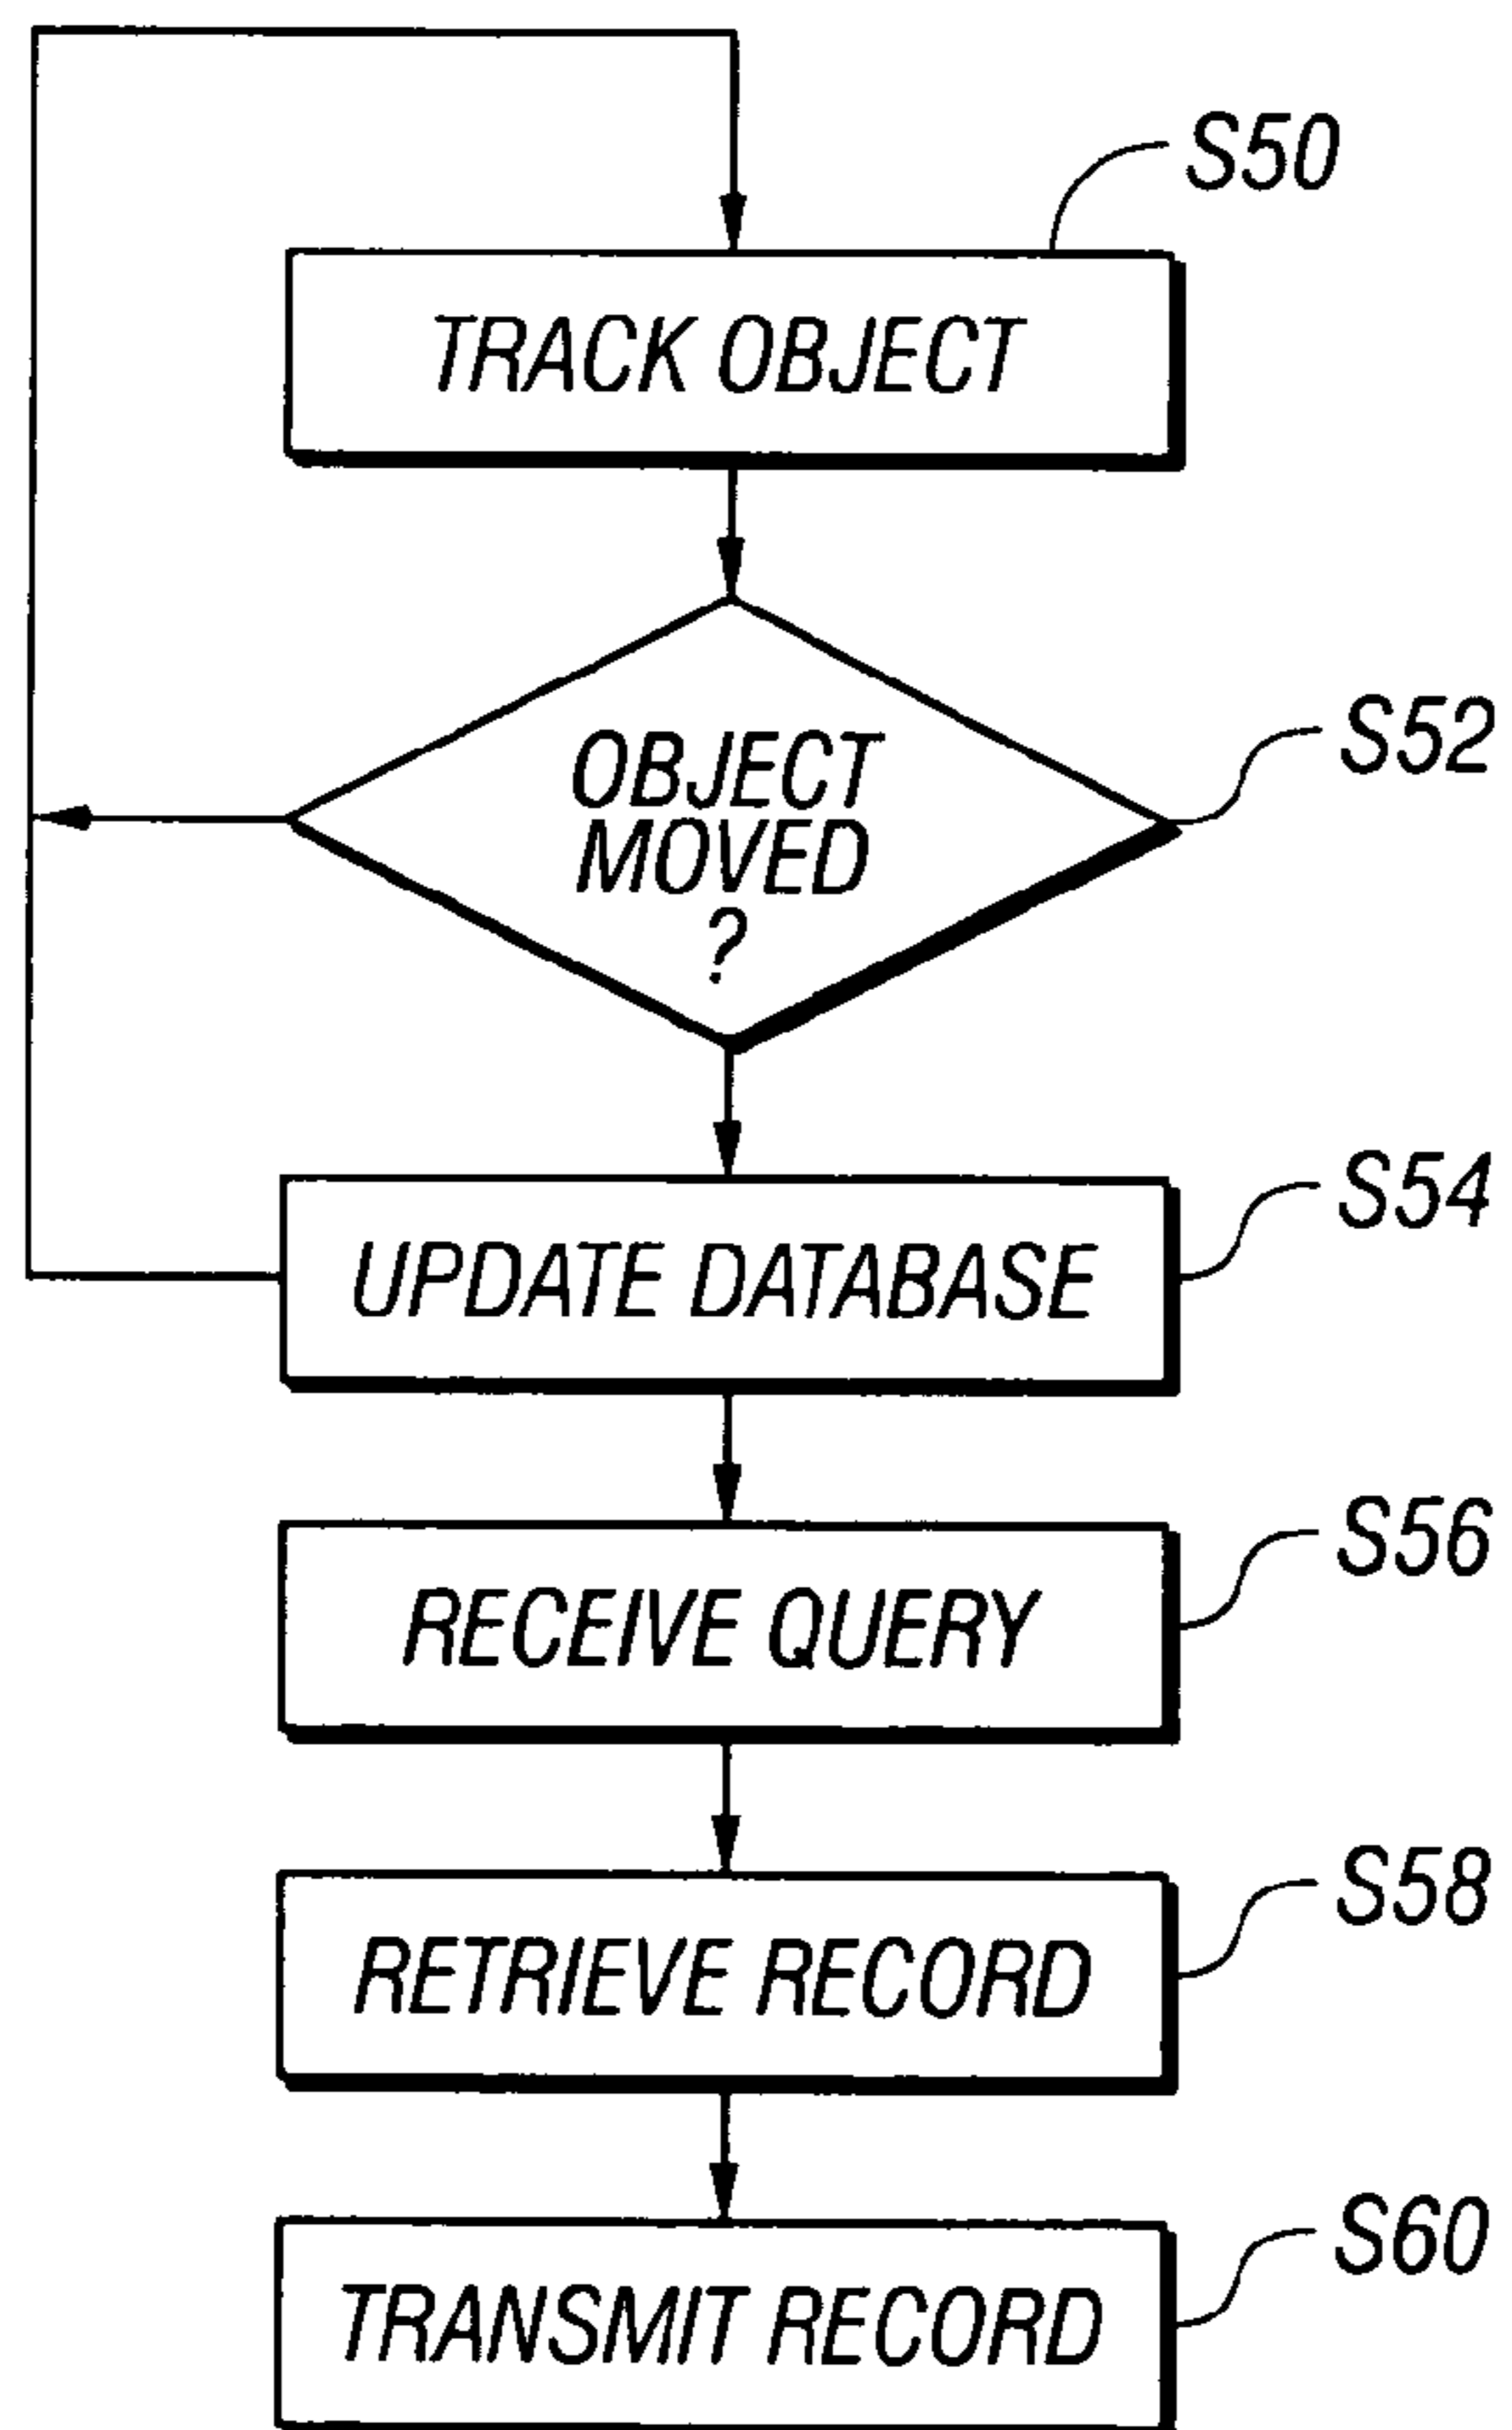 S50
TRACK OBJECT
OBJECT
MOVED
?
S52
UPDATE DATABASE
S54
RECEIVE QUERY
S56
RETRIEVE RECORD
S58
TRANSMIT RECORD
S60